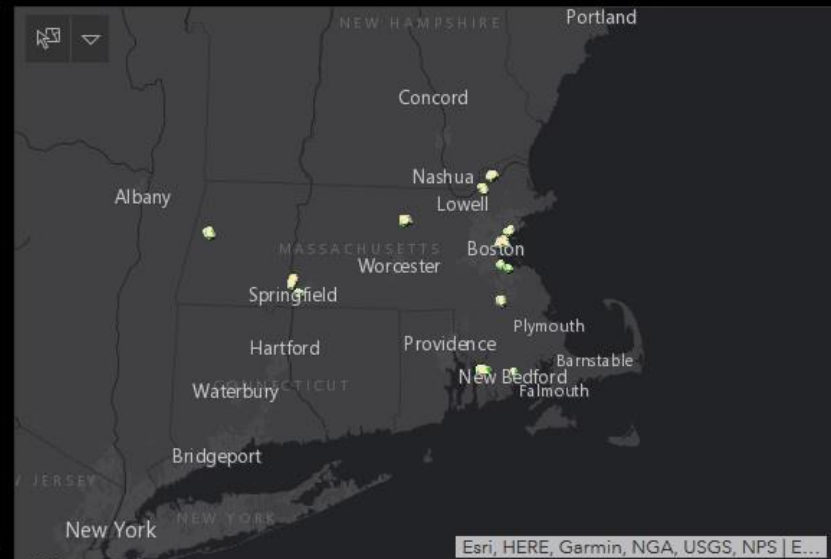 NEW HAMPSHIRE
Portland
Concord
Nashua
Albany
Lowell
MASSACHUSETTS
Boston
Worcester
Springfield
Plymouth
Providence
Hartford
Barnstable
New Bedford
CONNECTICUT
Waterbury
Falmouth
Bridgeport
JERSEY
NEW YORK
New York
Esri, HERE, Garmin, NGA, USGS, NPS | E...